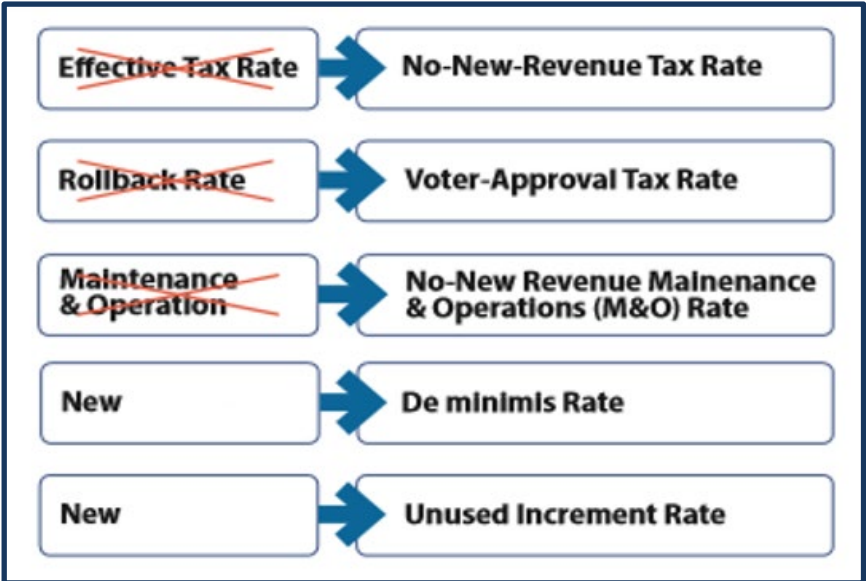 Effective Tax Rate
No-New-Revenue Tax Rate
Rollback Rate
Voter-Approval Tax Rate
Maintenance
& Operation
No-New Revenue Mainenance
& Operations (M&O) Rate
New
De minimis Rate
New
Unused Increment Rate